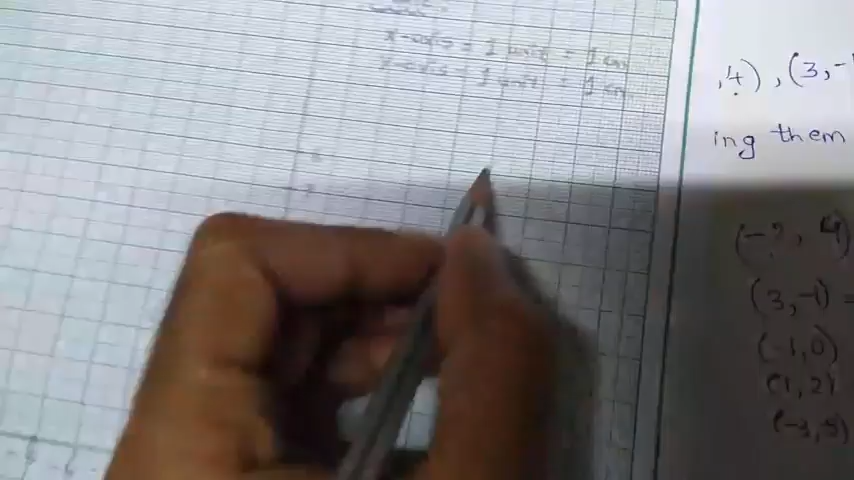 x-axis = 1 unit = 1 cm
y-axis - 1 unit = 1 cm
, 4), (3, -1
ing them
(-2, 4)
(3, -1) =
(-1, 0)
(1, 2)
(-3, 5)